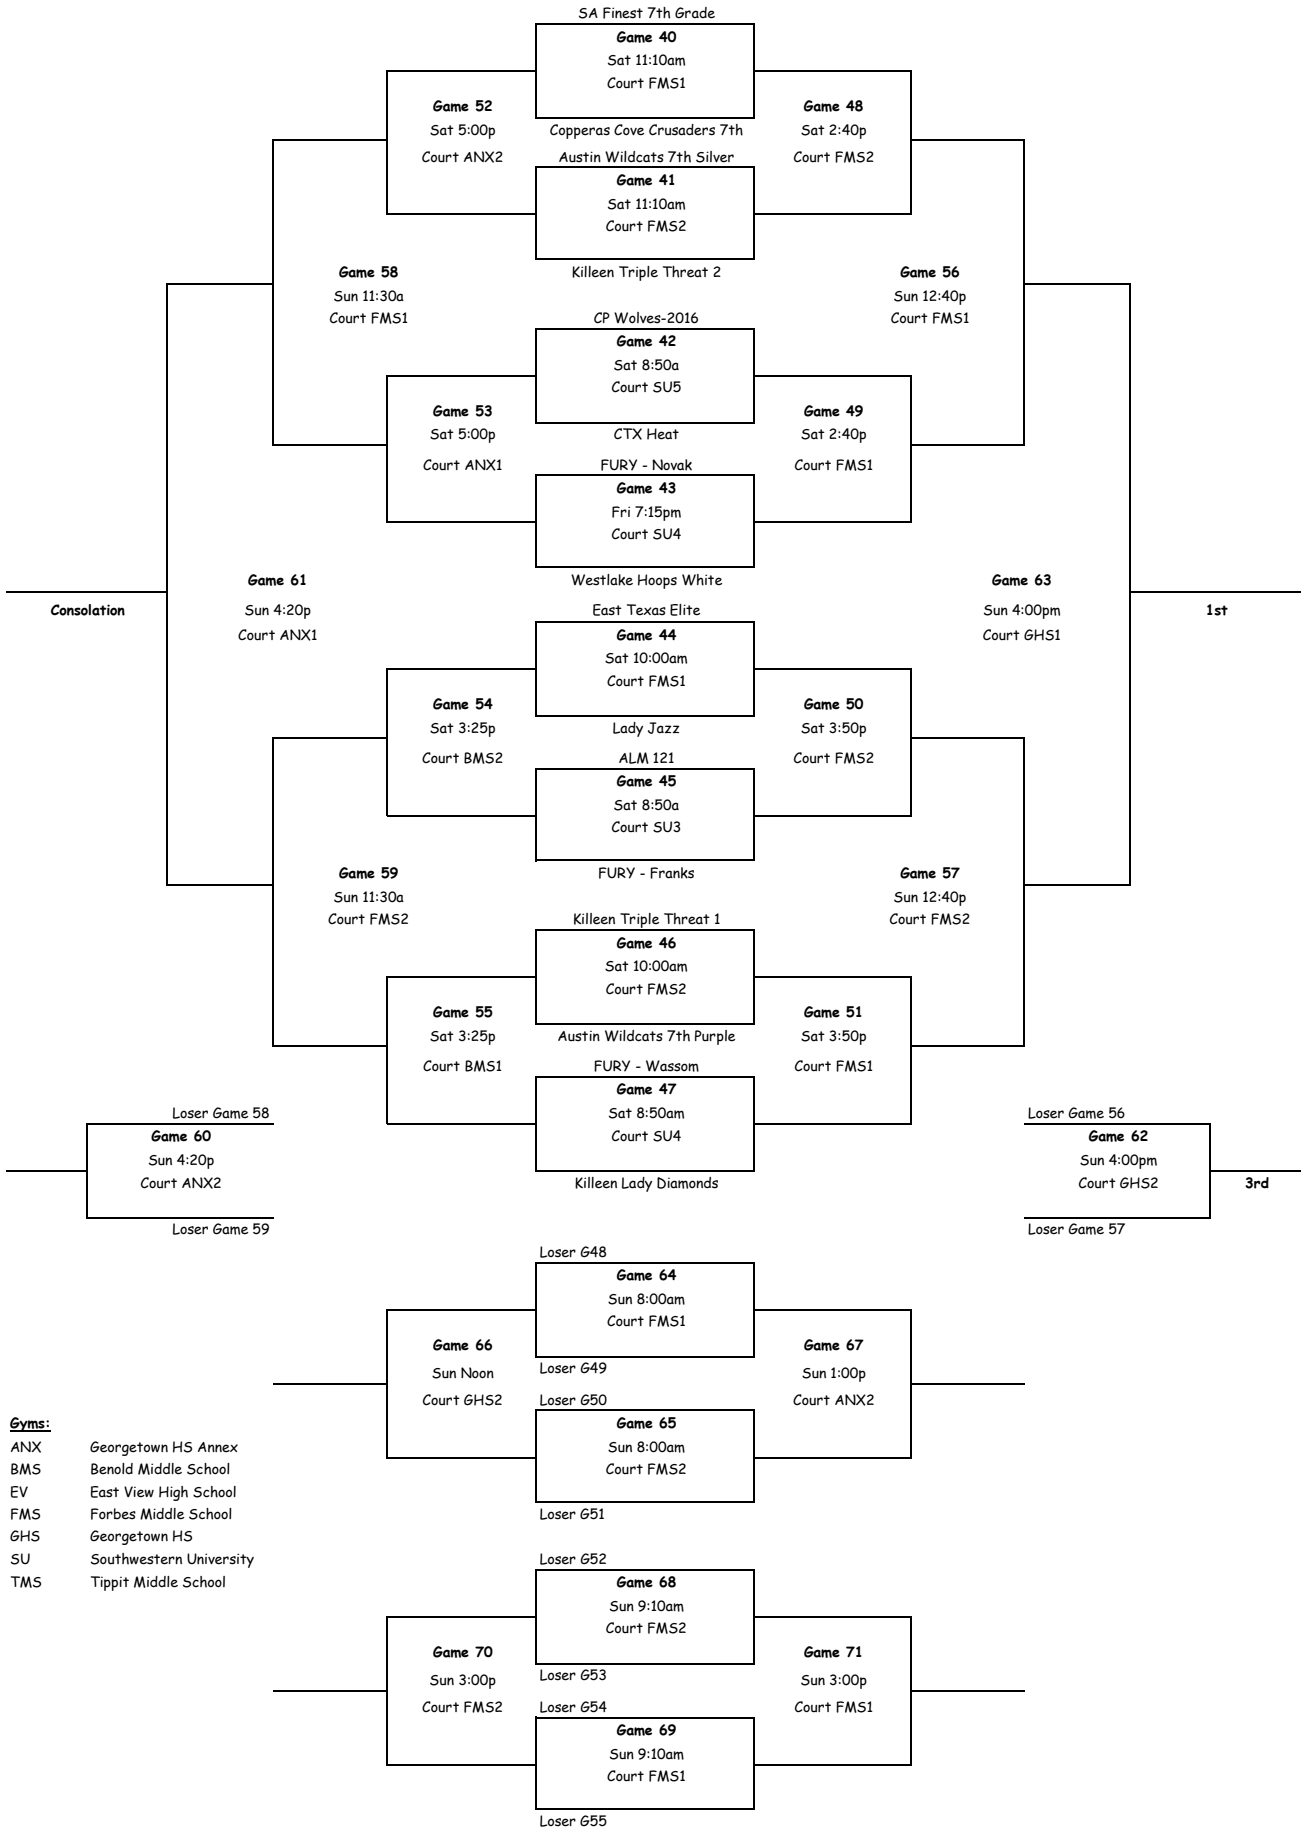 SA Finest 7th Grade
Game 40
Sat 11:10am
Court FMS1
Copperas Cove Crusaders 7th
Game 52
Sat 5:00p
Court ANX2
Game 48
Sat 2:40p
Court FMS2
Austin Wildcats 7th Silver
Game 41
Sat 11:10am
Court FMS2
Killeen Triple Threat 2
Game 58
Sun 11:30a
Court FMS1
Game 56
Sun 12:40p
Court FMS1
CP Wolves-2016
Game 42
Sat 8:50a
Court SU5
CTX Heat
Game 53
Sat 5:00p
Court ANX1
Game 49
Sat 2:40p
Court FMS1
FURY - Novak
Game 43
Fri 7:15pm
Court SU4
Westlake Hoops White
Consolation
Game 61
Sun 4:20p
Court ANX1
Game 63
Sun 4:00pm
Court GHS1
1st
East Texas Elite
Game 44
Sat 10:00am
Court FMS1
Lady Jazz
Game 54
Sat 3:25p
Court BMS2
Game 50
Sat 3:50p
Court FMS2
ALM 121
Game 45
Sat 8:50a
Court SU3
FURY - Franks
Game 59
Sun 11:30a
Court FMS2
Game 57
Sun 12:40p
Court FMS2
Killeen Triple Threat 1
Game 46
Sat 10:00am
Court FMS2
Austin Wildcats 7th Purple
Game 55
Sat 3:25p
Court BMS1
Game 51
Sat 3:50p
Court FMS1
FURY - Wassom
Game 47
Sat 8:50am
Court SU4
Killeen Lady Diamonds
Loser Game 58
Game 60
Sun 4:20p
Court ANX2
Loser Game 59
Loser Game 56
Game 62
Sun 4:00pm
Court GHS2
3rd
Loser Game 57
Loser G48
Game 64
Sun 8:00am
Court FMS1
Loser G49
Game 66
Sun Noon
Court GHS2
Game 67
Sun 1:00p
Court ANX2
Loser G50
Game 65
Sun 8:00am
Court FMS2
Loser G51
Gyms:
ANX Georgetown HS Annex
BMS Benold Middle School
EV East View High School
FMS Forbes Middle School
GHS Georgetown HS
SU Southwestern University
TMS Tippit Middle School
Loser G52
Game 68
Sun 9:10am
Court FMS2
Loser G53
Game 70
Sun 3:00p
Court FMS2
Game 71
Sun 3:00p
Court FMS1
Loser G54
Game 69
Sun 9:10am
Court FMS1
Loser G55